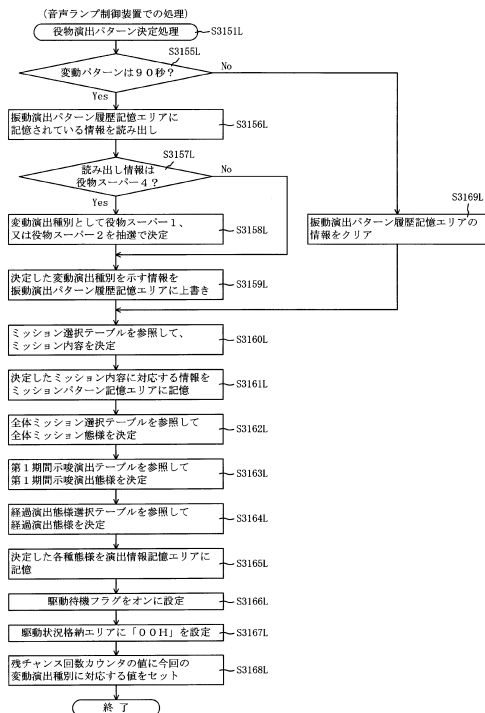 (音声ランプ制御装置での処理)
役物演出パターン決定処理
S3151L
S3155L
変動パターンは90秒?
No
Yes
振動演出パターン履歴記憶エリアに
記憶されている情報を読み出し
S3156L
S3157L
読み出し情報は
役物スーパー4?
No
Yes
S3169L
振動演出パターン履歴記憶エリアの
情報をクリア
変動演出種別として役物スーパー1、
又は役物スーパー2を抽選で決定
S3158L
決定した変動演出種別を示す情報を
振動演出パターン履歴記憶エリアに上書き
S3159L
ミッション選択テーブルを参照して、
ミッション内容を決定
S3160L
決定したミッション内容に対応する情報を
ミッションパターン記憶エリアに記憶
S3161L
全体ミッション選択テーブルを参照して
全体ミッション態様を決定
S3162L
第1期間示唆演出テーブルを参照して
第1期間示唆演出態様を決定
S3163L
経過演出態様選択テーブルを参照して
経過演出態様を決定
S3164L
決定した各種態様を演出情報記憶エリアに
記憶
S3165L
駆動待機フラグをオンに設定
S3166L
駆動状況格納エリアに「00H」を設定
S3167L
残チャンス回数カウンタの値に今回の
変動演出種別に対応する値をセット
S3168L
終了